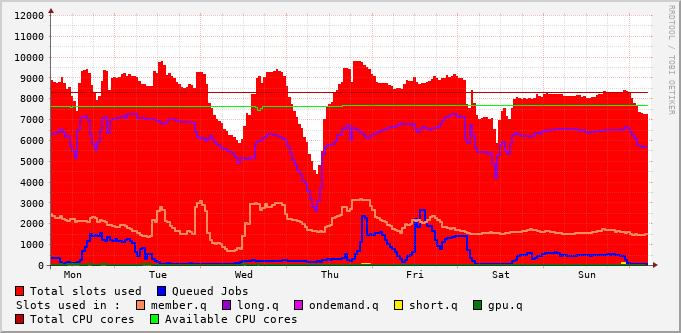 12000
11000
10000
9000
8000
7000
6000
5000
4000
3000
2000
1000
0
Mon Tue Wed Thu Fri Sat Sun
RRDTOOL / TOBI OETIKER
Total slots used Queued Jobs
Slots used in : member.q long.q ondemand.q short.q gpu.q
Total CPU cores Available CPU cores